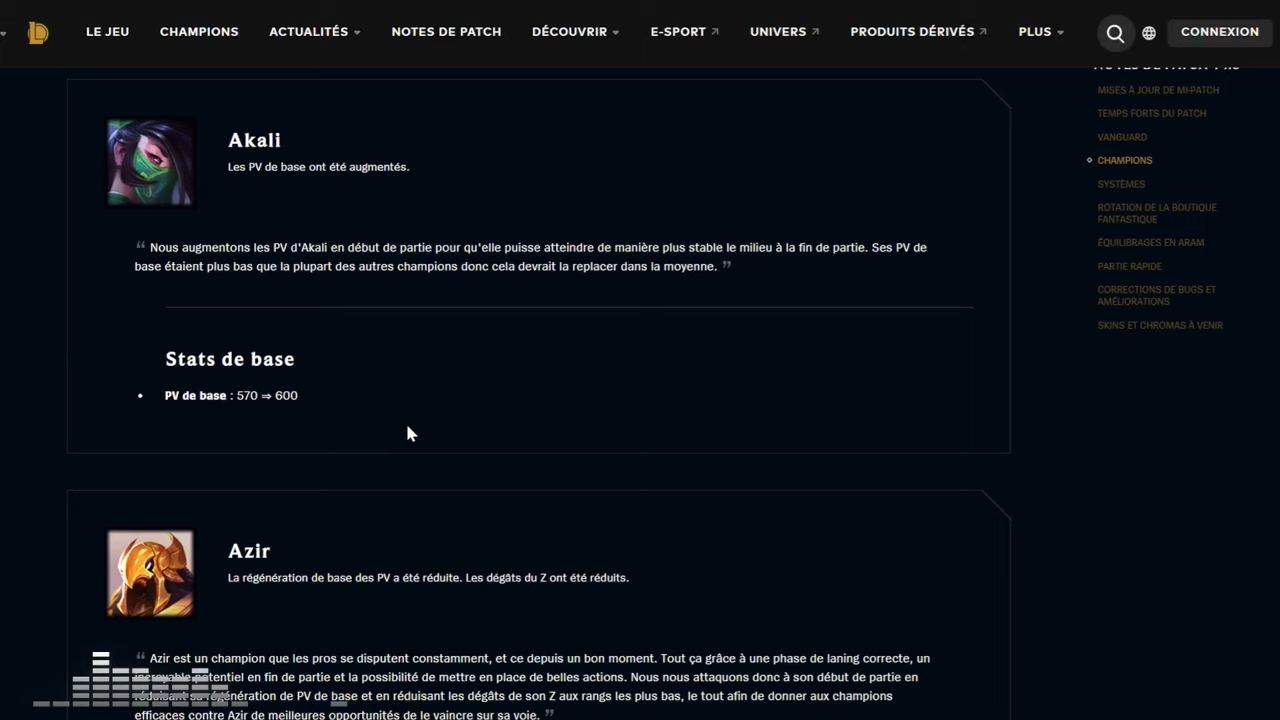 LE JEU CHAMPIONS ACTUALITÉS NOTES DE PATCH DÉCOUVRIR E-SPORT UNIVERS PRODUITS DÉRIVÉS PLUS CONNEXION
Akali
Les PV de base ont été augmentés.
“ Nous augmentons les PV d'Akali en début de partie pour qu'elle puisse atteindre de manière plus stable le milieu à la fin de partie. Ses PV de
base étaient plus bas que la plupart des autres champions donc cela devrait la replacer dans la moyenne. ”
Stats de base
• PV de base : 570 ⇒ 600
Azir
La régénération de base des PV a été réduite. Les dégâts du Z ont été réduits.
“ Azir est un champion que les pros se disputent constamment, et ce depuis un bon moment. Tout ça grâce à une phase de laning correcte, un
incroyable potentiel en fin de partie et la possibilité de mettre en place de belles actions. Nous nous attaquons donc à son début de partie en
réduisant sa régénération de PV de base et en réduisant les dégâts de son Z aux rangs les plus bas, le tout afin de donner aux champions
efficaces contre Azir de meilleures opportunités de le vaincre sur sa voie. ”
MISES À JOUR DE MI-PATCH
TEMPS FORTS DU PATCH
VANGUARD
CHAMPIONS
SYSTÈMES
ROTATION DE LA BOUTIQUE
FANTASTIQUE
ÉQUILIBRAGES EN ARAM
PARTIE RAPIDE
CORRECTIONS DE BUGS ET
AMÉLIORATIONS
SKINS ET CHROMAS À VENIR